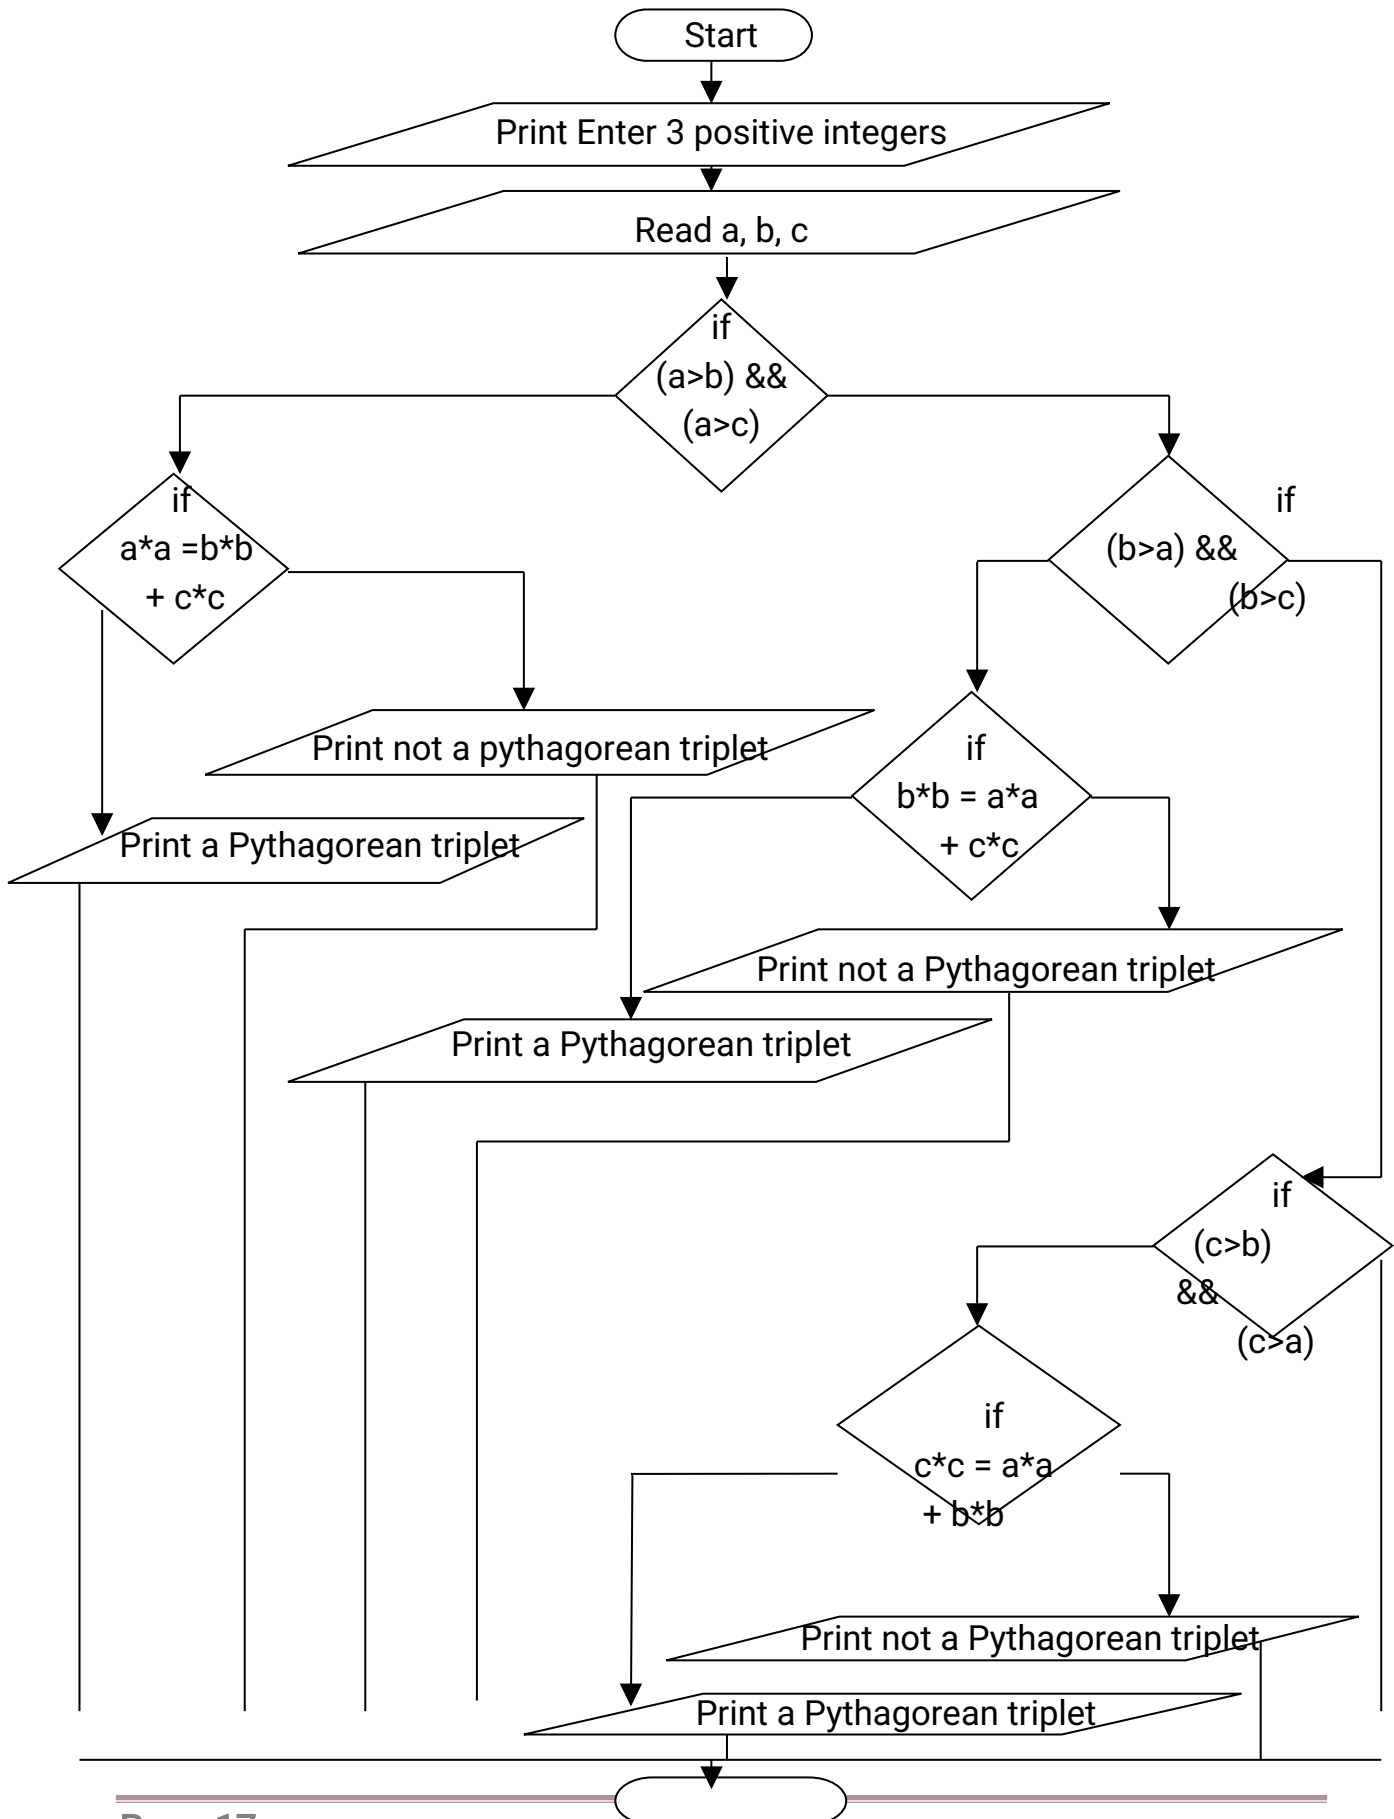 Start
Print Enter 3 positive integers
Read a, b, c
if
(a>b) &&
(a>c)
if
a*a =b*b
+ c*c
if
(b>a) &&
(b>c)
Print not a pythagorean triplet
if
b*b = a*a
+ c*c
Print a Pythagorean triplet
Print not a Pythagorean triplet
Print a Pythagorean triplet
if
(c>b)
&&
(c>a)
if
c*c = a*a
+ b*b
Print not a Pythagorean triplet
Print a Pythagorean triplet